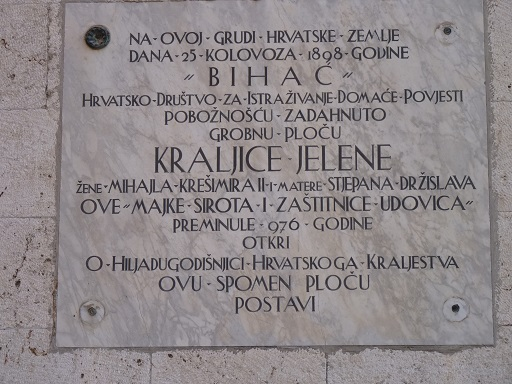 NA·OVOJ·GRUDI·HRVATSKE·ZEMLJE
DANA·25·KOLOVOZA·1898·GODINE
„BIHAĆ“
HRVATSKO·DRUŠTVO·ZA·ISTRAŽIVANJE·DOMAĆE·POVJESTI
POBOŽNOŠĆU·ZADAHNUTO
GROBNU·PLOČU
KRALJICE·JELENE
ŽENE·MIHAJLA·KREŠIMIRA II·I·MATERE·STJEPANA·DRŽISLAVA
OVE·„MAJKE·SIROTA·I·ZAŠTITNICE·UDOVICA“
PREMINULE·976·GODINE
OTKRI
O·HILJADUGODIŠNJICI·HRVATSKOGA·KRALJESTVA
OVU·SPOMEN PLOČU
POSTAVI